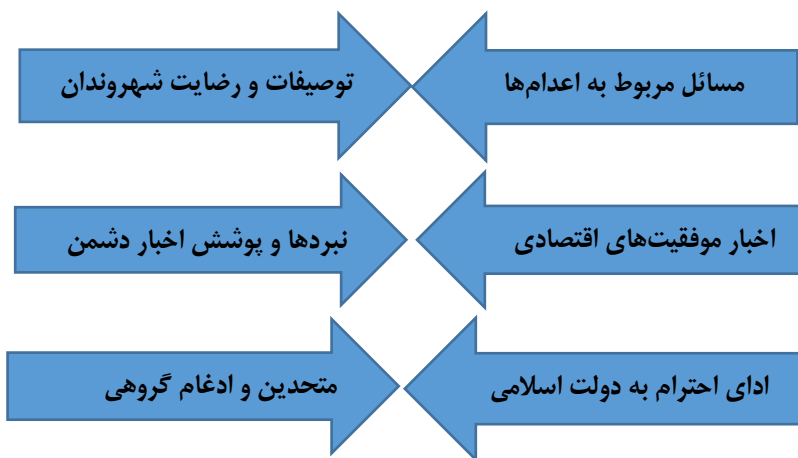 مسائل مربوط به اعدام‌ها
توصیفات و رضایت شهروندان
اخبار موفقیت‌های اقتصادی
نبردها و پوشش اخبار دشمن
ادای احترام به دولت اسلامی
متحدین و ادغام گروهی